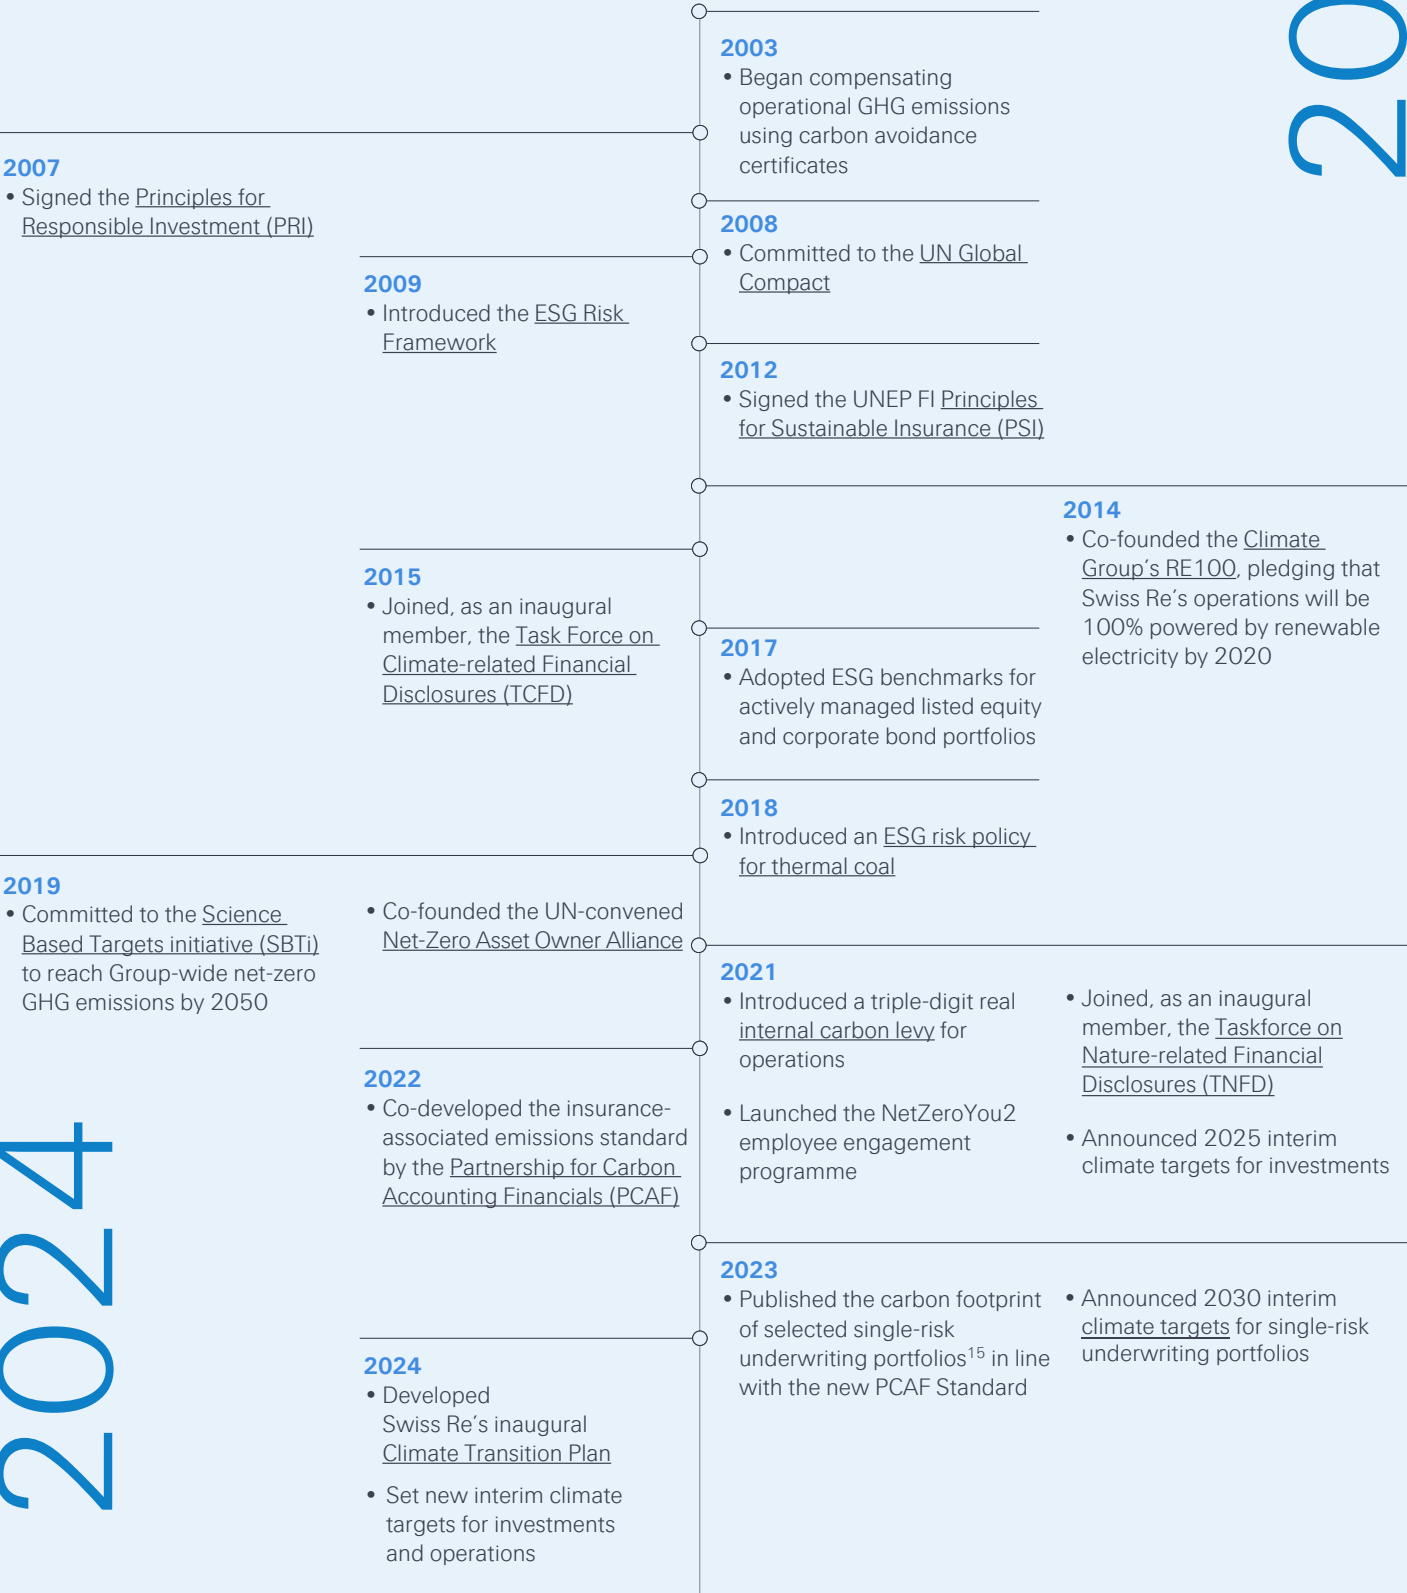 20
2003
• Began compensating
operational GHG emissions
using carbon avoidance
certificates
2007
• Signed the Principles for
Responsible Investment (PRI)
2008
• Committed to the UN Global
Compact
2009
• Introduced the ESG Risk
Framework
2012
• Signed the UNEP FI Principles
for Sustainable Insurance (PSI)
2014
• Co-founded the Climate
Group's RE100, pledging that
Swiss Re's operations will be
100% powered by renewable
electricity by 2020
2015
• Joined, as an inaugural
member, the Task Force on
Climate-related Financial
Disclosures (TCFD)
2017
• Adopted ESG benchmarks for
actively managed listed equity
and corporate bond portfolios
2018
• Introduced an ESG risk policy
for thermal coal
2019
• Committed to the Science
Based Targets initiative (SBTi)
to reach Group-wide net-zero
GHG emissions by 2050
• Co-founded the UN-convened
Net-Zero Asset Owner Alliance
2021
• Introduced a triple-digit real
internal carbon levy for
operations
• Launched the NetZeroYou2
employee engagement
programme
• Joined, as an inaugural
member, the Taskforce on
Nature-related Financial
Disclosures (TNFD)
• Announced 2025 interim
climate targets for investments
2022
• Co-developed the insurance-
associated emissions standard
by the Partnership for Carbon
Accounting Financials (PCAF)
2023
• Published the carbon footprint
of selected single-risk
underwriting portfolios15 in line
with the new PCAF Standard
• Announced 2030 interim
climate targets for single-risk
underwriting portfolios
2024
• Developed
Swiss Re's inaugural
Climate Transition Plan
• Set new interim climate
targets for investments
and operations
2024